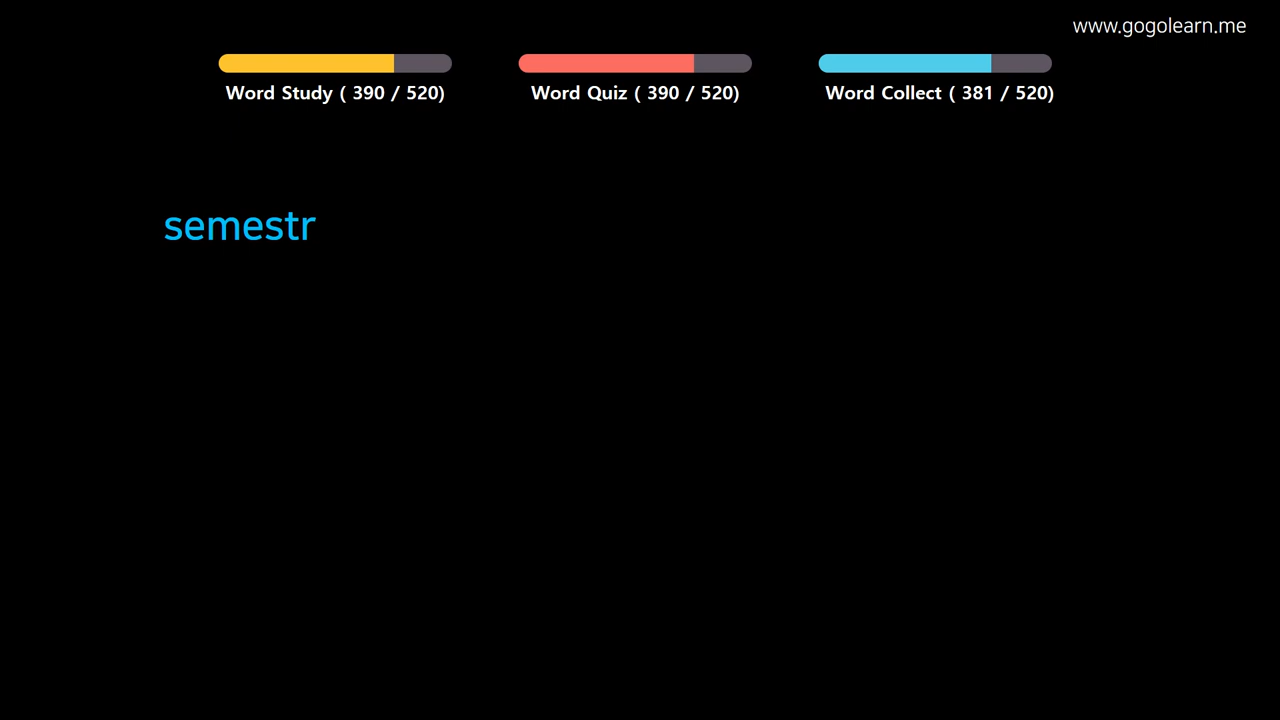 www.gogolearn.me
Word Study ( 390 / 520)
Word Quiz ( 390 / 520)
Word Collect ( 381 / 520)
semestr